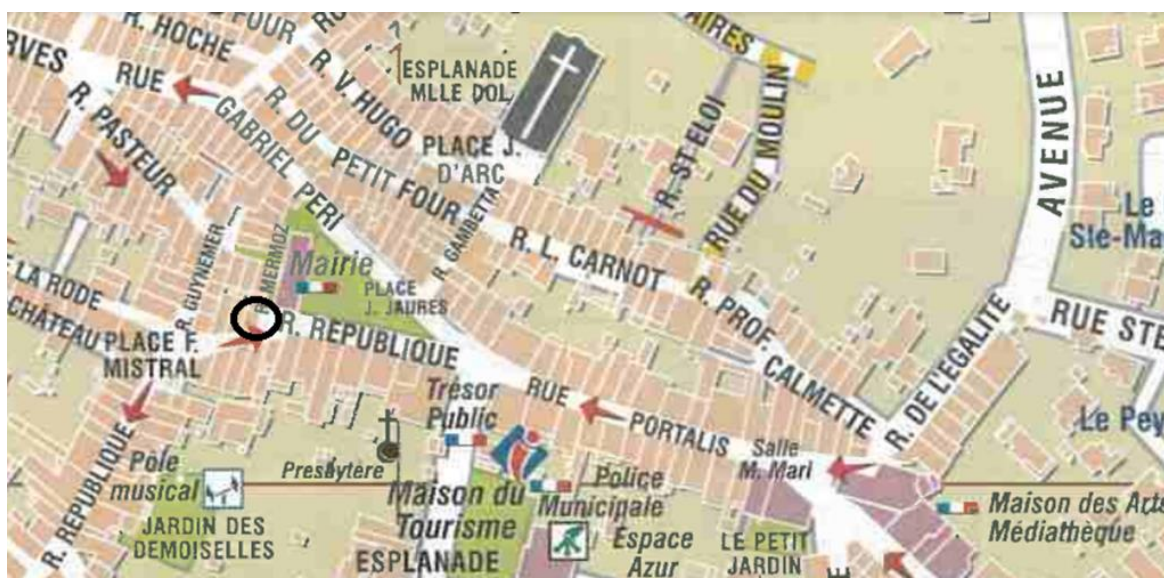 R. HOCHE
FOUR
ERVES
RUE
GABRIEL PERI
R. PASTEUR
R. V. HUGO
R. DU PETIT FOUR
ESPLANADE
MLLE DOL
PLACE J.
D'ARC
R. GAMBETTA
AIRES
R. ST-ELOI
RUE DU MOULIN
AVENUE
Le
Ste-Ma
RUE STE
Le Pey
R. L. CARNOT
R. PROF. CALMETTE
R. DE L'EGALITE
R. GUYNEMER
MERMOZ
Mairie
PLACE
J. JAURES
LA RODE
CHÂTEAU
PLACE F.
MISTRAL
R. REPUBLIQUE
R. REPUBLIQUE
Trésor
Public
RUE PORTALIS
Salle
M. Mari
Pôle
musical
Presbytère
JARDIN DES
DEMOISELLES
Maison du
Tourisme
ESPLANADE
Police
Municipale
Espace
Azur
LE PETIT
JARDIN
Maison des Arts
Médiathèque